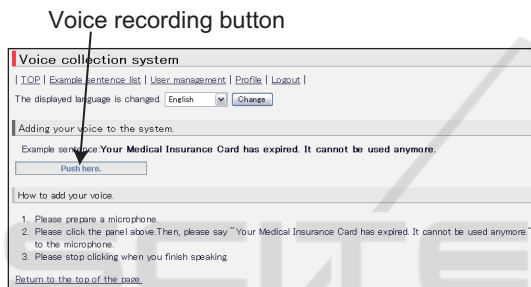 Voice recording button
Voice collection system
| TOP | Example sentence list | User management | Profile | Logout |
The displayed language is changed. English Change
Adding your voice to the system.
Example sentence:Your Medical Insurance Card has expired. It cannot be used anymore.
Push here.
How to add your voice.
1. Please prepare a microphone.
2. Please click the panel above.Then, please say "Your Medical Insurance Card has expired. It cannot be used anymore."
to the microphone.
3. Please stop clicking when you finish speaking.
Return to the top of the page.